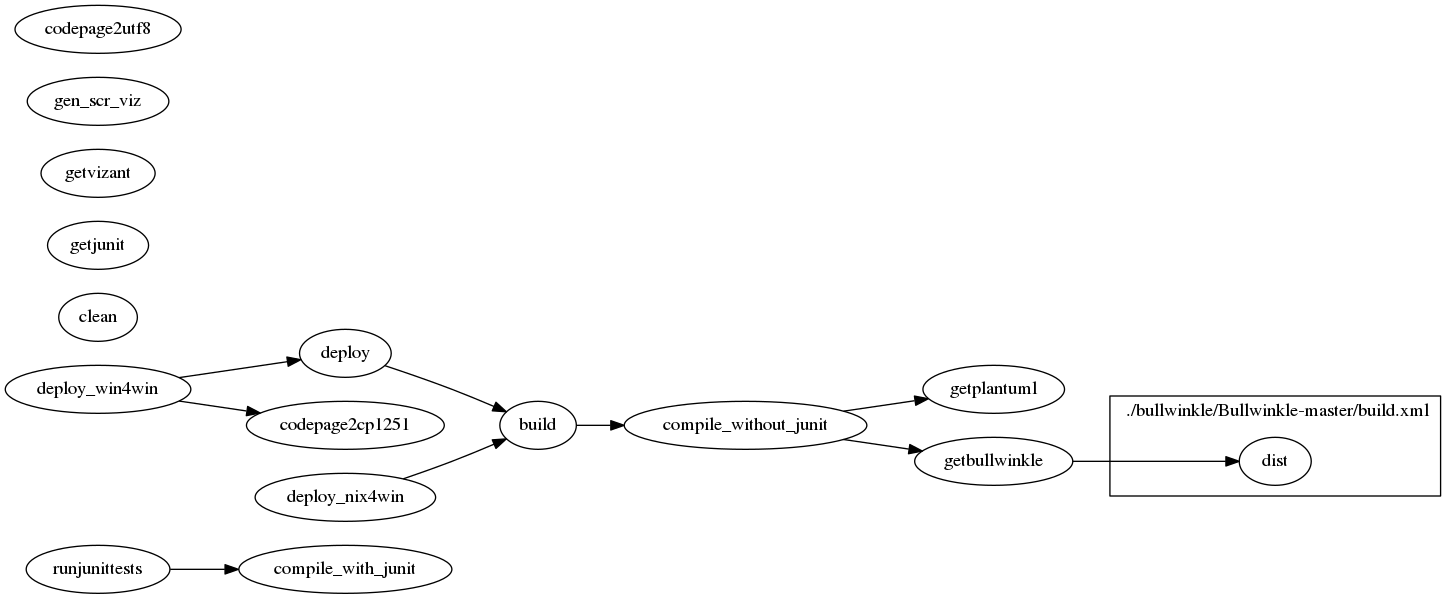 codepage2utf8
gen_scr_viz
getvizant
getjunit
clean
deploy_win4win
deploy
codepage2cp1251
deploy_nix4win
build
compile_without_junit
getplantuml
getbullwinkle
./bullwinkle/Bullwinkle-master/build.xml
dist
runjunittests
compile_with_junit